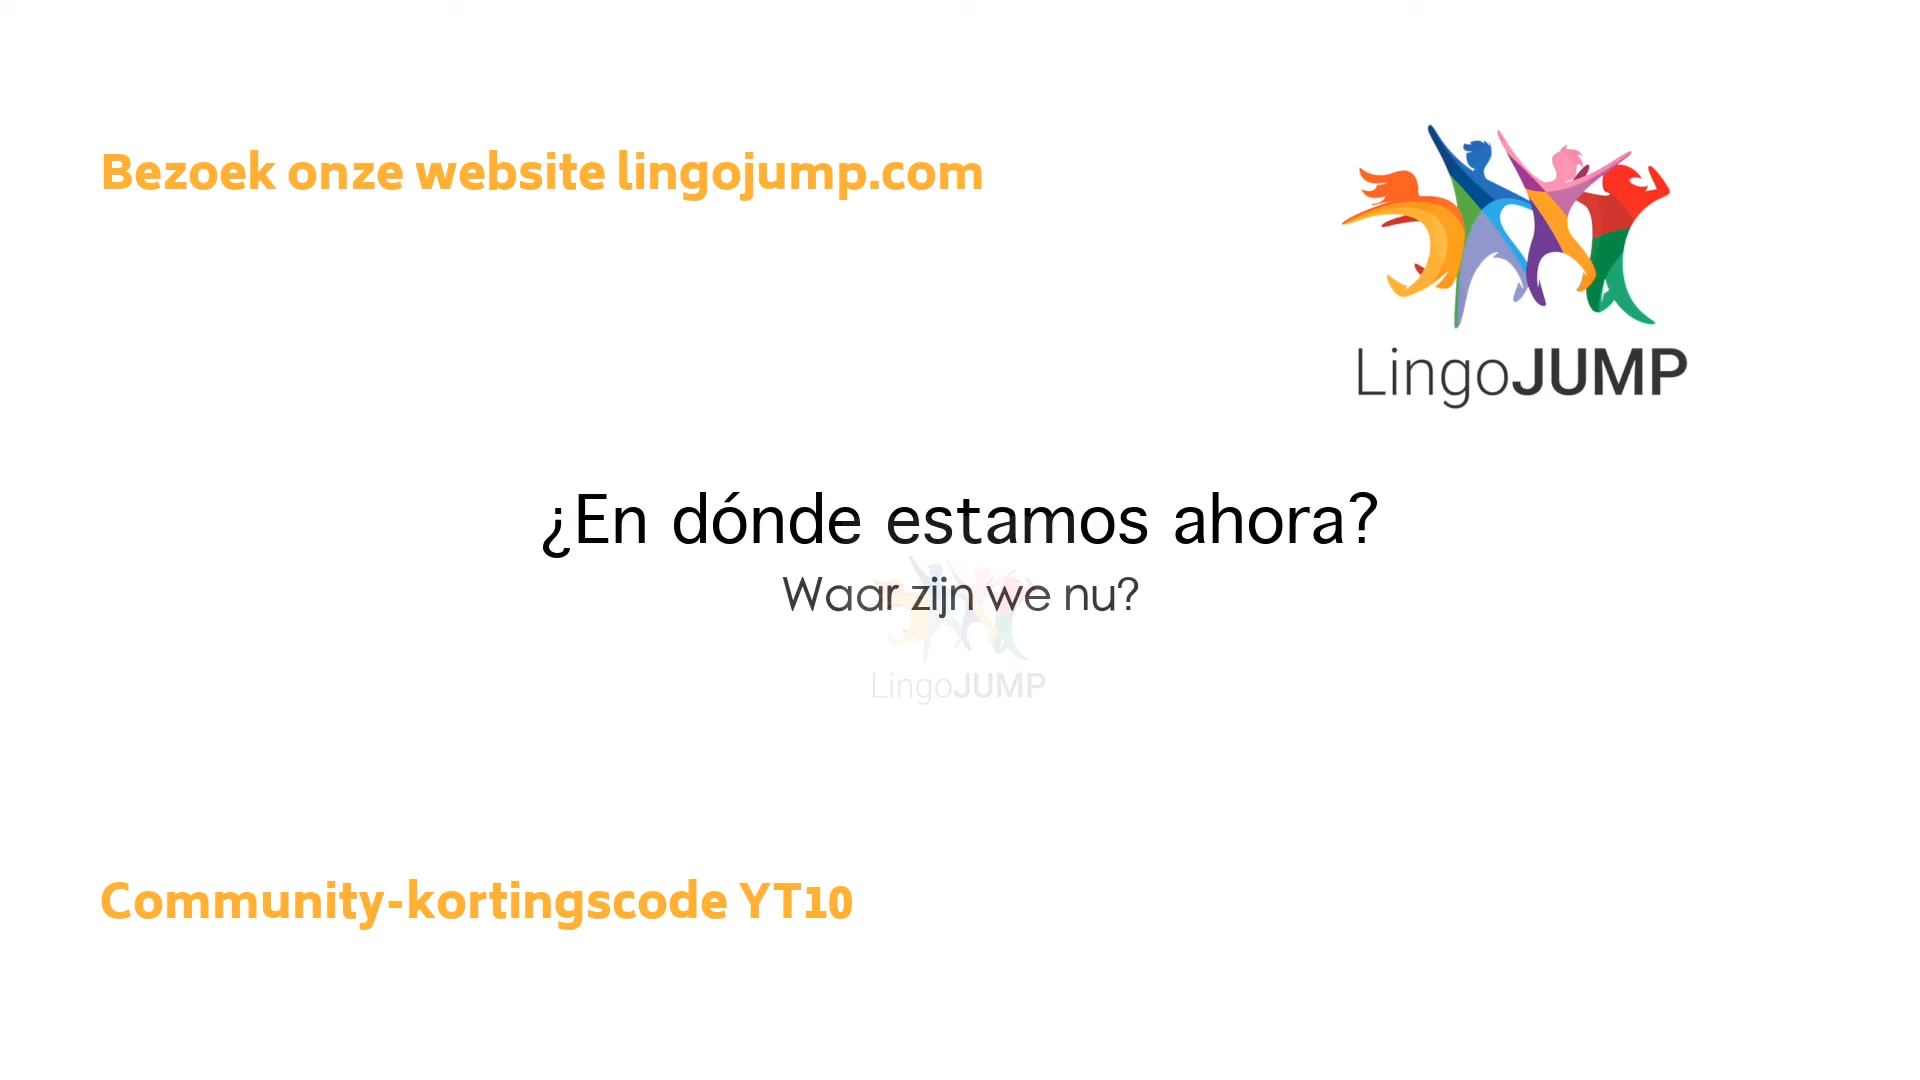 Bezoek onze website lingojump.com
LingoJUMP
¿En dónde estamos ahora?
Waar zijn we nu?
LingoJUMP
Community-kortingscode YT10